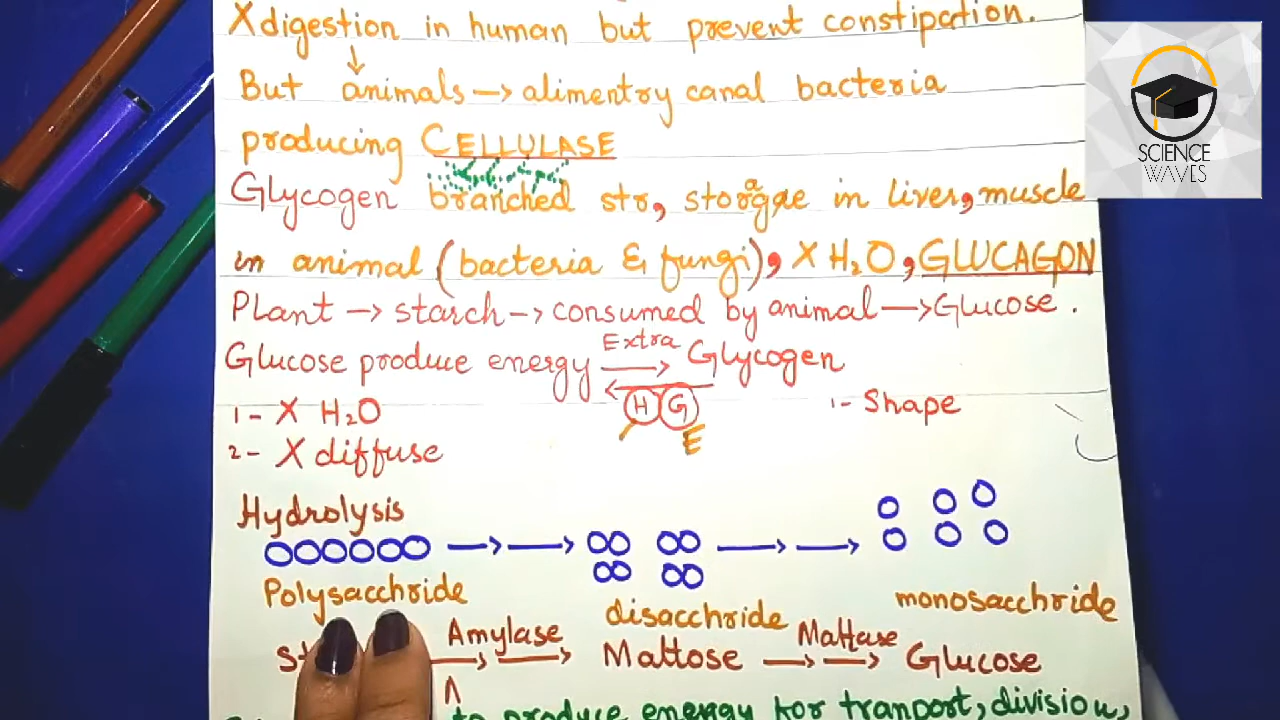 X digestion in human but prevent constipation.
But animals → alimentry canal bacteria
producing CELLULASE
Glycogen branched str, storgae in liver, muscle
a
in animal (bacteria & fungi), X H₂O, GLUCAGON
Plant → starch → consumed by animal → Glucose.
Glucose produce energy Extra Glycogen
H G
E
1- X H₂O
1- Shape
2- X diffuse
Hydrolysis
Polysacchride disacchride monosacchride
Amylase Maltose Maltase Glucose
to produce energy for tranport, division,
SCIENCE
WAVES